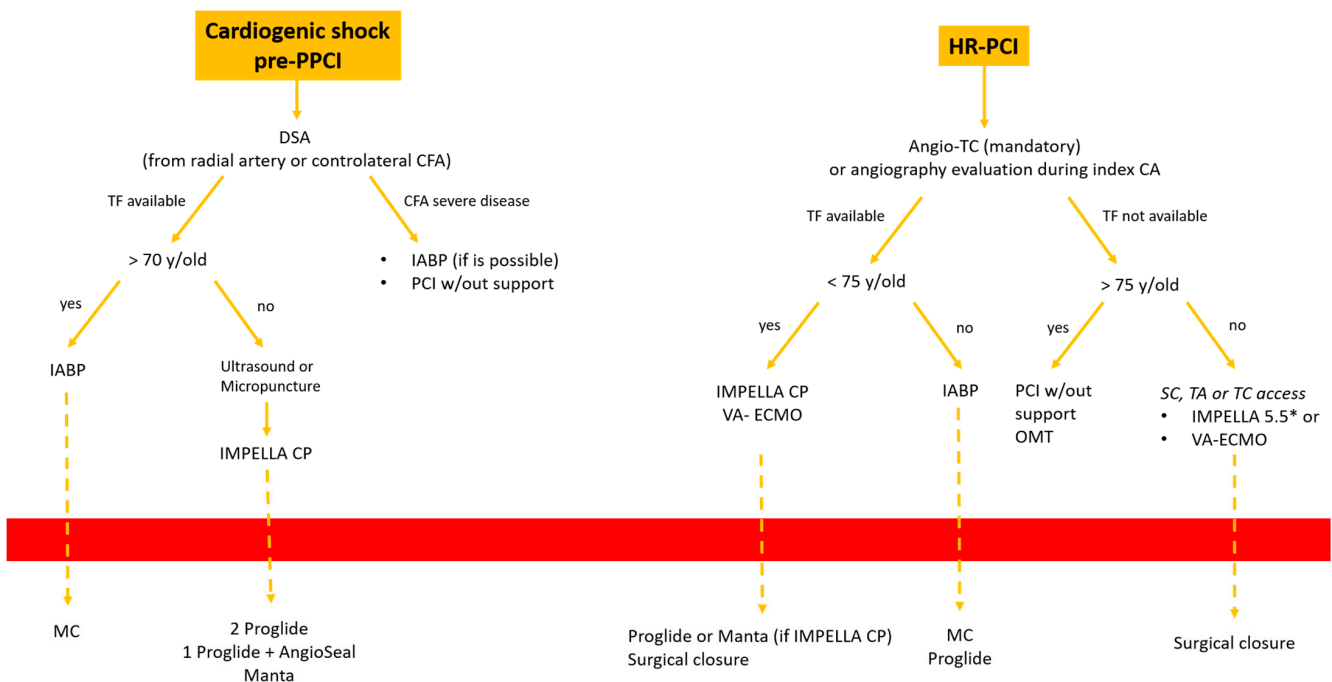 Cardiogenic shock
pre-PPCI
DSA
(from radial artery or controlateral CFA)
TF available
CFA severe disease
> 70 y/old
• IABP (if is possible)
• PCI w/out support
yes
no
IABP
Ultrasound or
Micropuncture
IMPELLA CP
MC
2 Proglide
1 Proglide + AngioSeal
Manta
HR-PCI
Angio-TC (mandatory)
or angiography evaluation during index CA
TF available
TF not available
< 75 y/old
> 75 y/old
yes
no
yes
no
IMPELLA CP
VA- ECMO
IABP
PCI w/out
support
OMT
SC, TA or TC access
• IMPELLA 5.5* or
• VA-ECMO
Proglide or Manta (if IMPELLA CP)
Surgical closure
MC
Proglide
Surgical closure